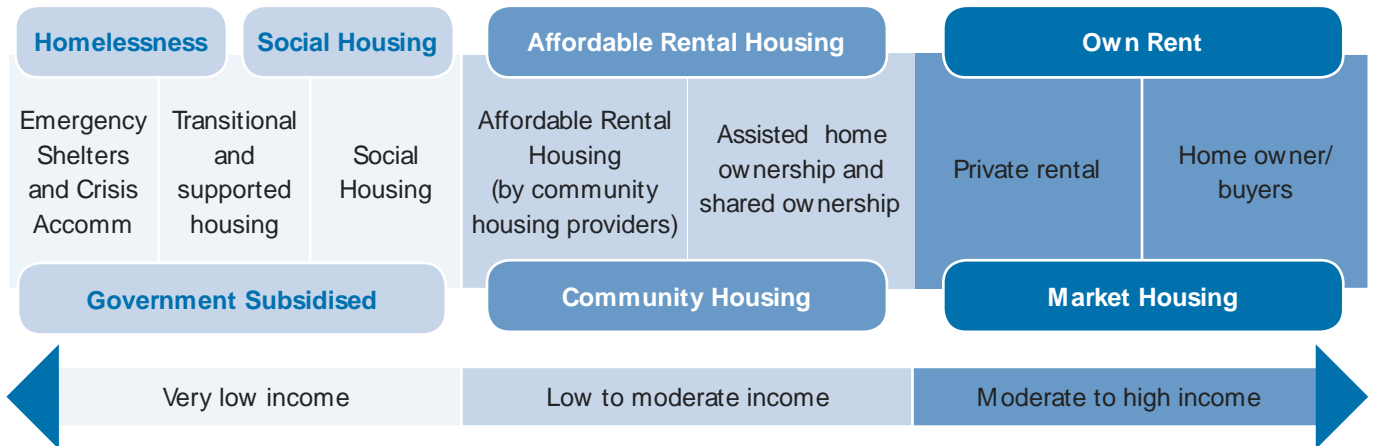 Homelessness
Social Housing
Affordable Rental Housing
Own Rent
Emergency
Shelters
and Crisis
Accomm
Transitional
and
supported
housing
Social
Housing
Affordable Rental
Housing
(by community
housing providers)
Assisted home
ownership and
shared ownership
Private rental
Home owner/
buyers
Government Subsidised
Community Housing
Market Housing
Very low income
Low to moderate income
Moderate to high income